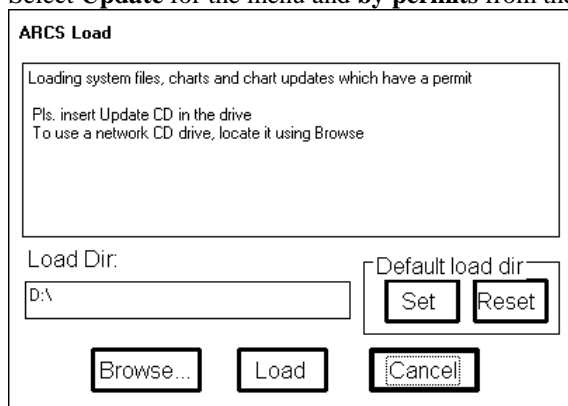 Select Update for the menu and by permits from the
ARCS Load
Loading system files, charts and chart updates which have a permit
Pls. insert Update CD in the drive
To use a network CD drive, locate it using Browse
Load Dir:
Default load dir
D:\
Set
Reset
Browse...
Load
Cancel